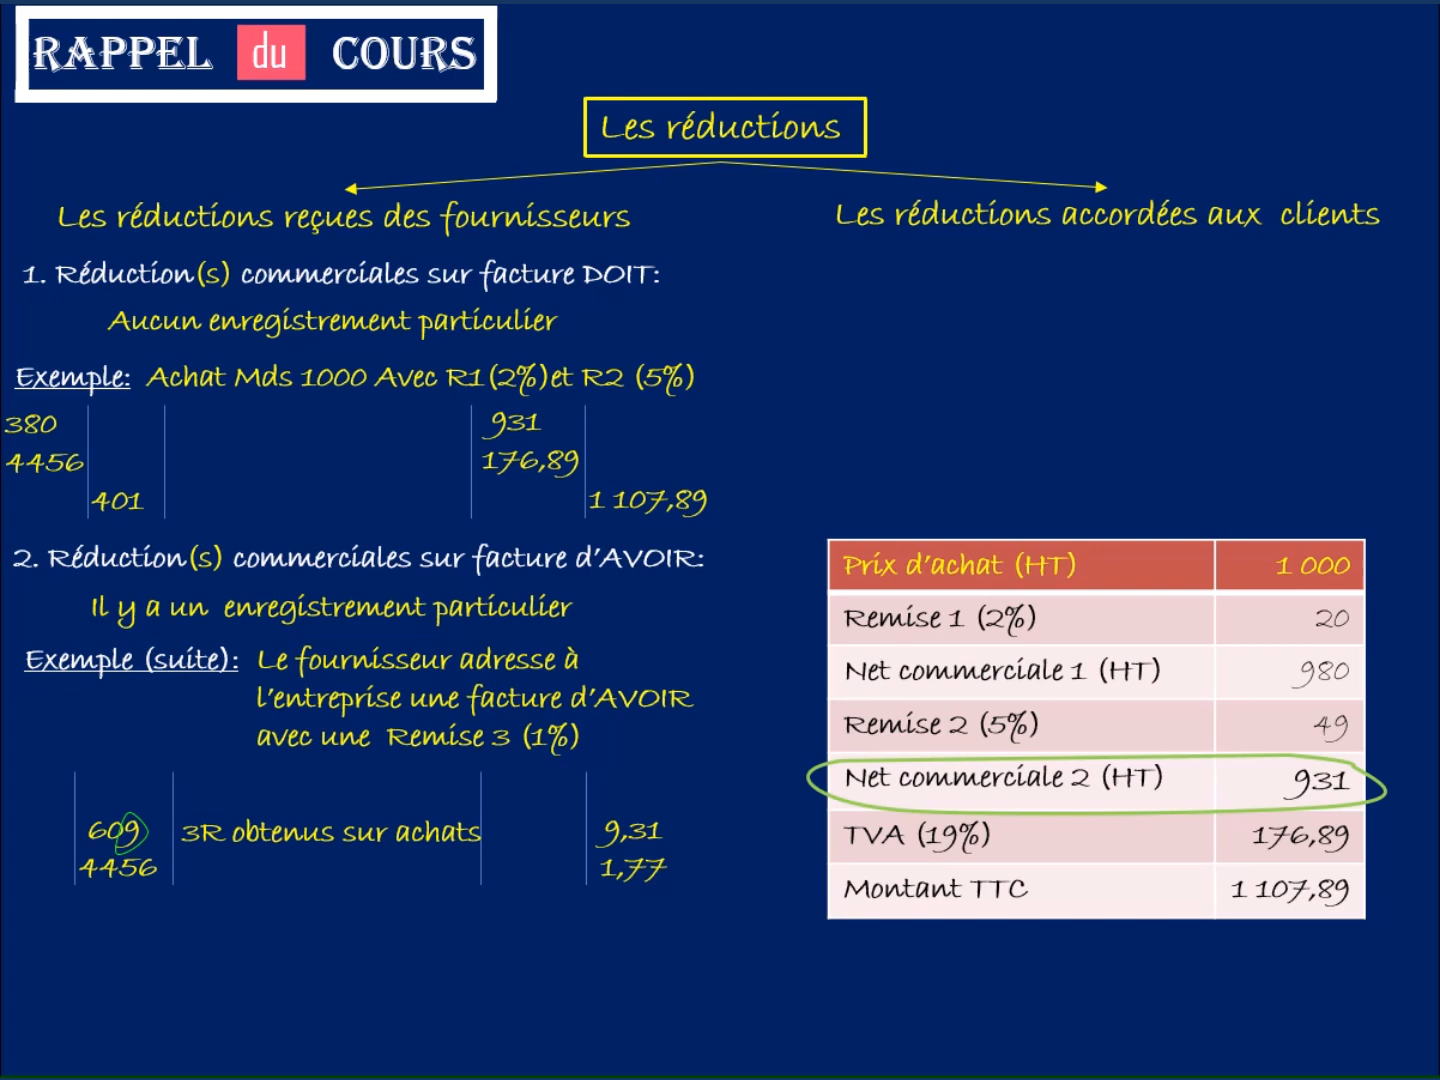 RAPPEL du COURS
Les réductions
Les réductions reçues des fournisseurs
Les réductions accordées aux clients
1. Réduction(s) commerciales sur facture DOIT:
Aucun enregistrement particulier
Exemple: Achat Mds 1000 Avec R1(2%)et R2 (5%)
380 931
4456 176,89
401 1 107,89
2. Réduction(s) commerciales sur facture d'AVOIR:
Il y a un enregistrement particulier
Exemple (suite): Le fournisseur adresse à
l'entreprise une facture d'AVOIR
avec une Remise 3 (1%)
609 3R obtenus sur achats 9,31
4456 1,77
Prix d'achat (HT) 1 000
Remise 1 (2%) 20
Net commerciale 1 (HT) 980
Remise 2 (5%) 49
Net commerciale 2 (HT) 931
TVA (19%) 176,89
Montant TTC 1 107,89